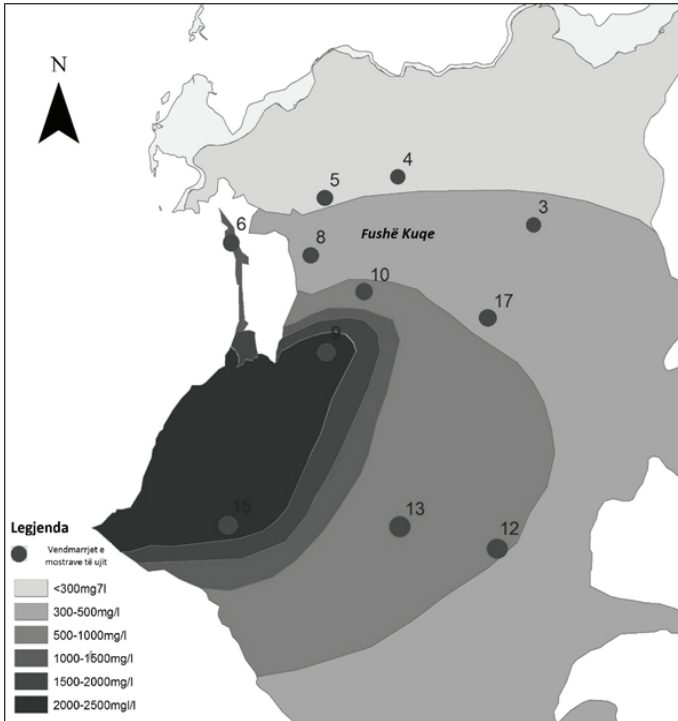 N
4
5
3
6
Fushë Kuqe
8
10
17
9
15
13
12
Legjenda
Vendmarrjet e
mostrave të ujit
<300mg7l
300-500mg/l
500-1000mg/l
1000-1500mg/l
1500-2000mg/l
2000-2500mgl/l